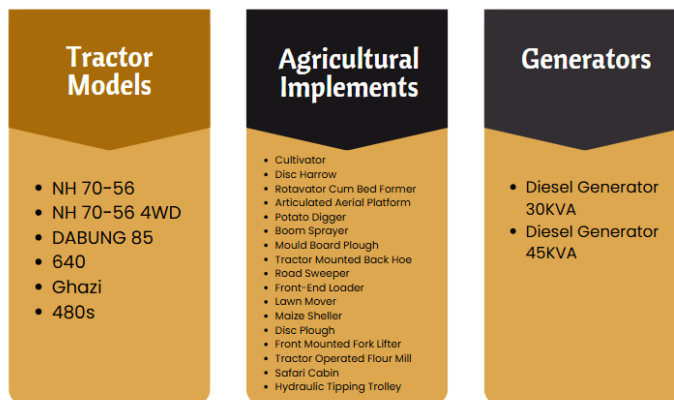 Tractor
Models
NH 70-56
NH 70-56 4WD
DABUNG 85
640
Ghazi
480s
Agricultural
Implements
Cultivator
Disc Harrow
Rotavator Cum Bed Former
Articulated Aerial Platform
Potato Digger
Boom Sprayer
Mould Board Plough
Tractor Mounted Back Hoe
Road Sweeper
Front-End Loader
Lawn Mover
Maize Sheller
Disc Plough
Front Mounted Fork Lifter
Tractor Operated Flour Mill
Safari Cabin
Hydraulic Tipping Trolley
Generators
Diesel Generator
30KVA
Diesel Generator
45KVA